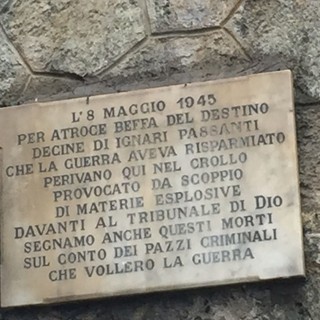 L'8 MAGGIO 1945
PER ATROCE BEFFA DEL DESTINO
DECINE DI IGNARI PASSANTI
CHE LA GUERRA AVEVA RISPARMIATO
PERIVANO QUI NEL CROLLO
PROVOCATO DA SCOPPIO
DI MATERIE ESPLOSIVE
DAVANTI AL TRIBUNALE DI DIO
SEGNAMO ANCHE QUESTI MORTI
SUL CONTO DEI PAZZI CRIMINALI
CHE VOLLERO LA GUERRA